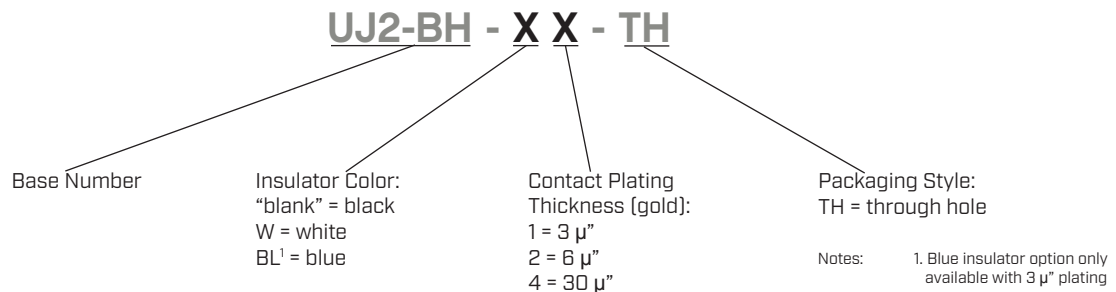 UJ2-BH - X X - TH
Base Number
Insulator Color:
“blank” = black
W = white
BL¹ = blue
Contact Plating
Thickness (gold):
1 = 3 µ”
2 = 6 µ”
4 = 30 µ”
Packaging Style:
TH = through hole
Notes: 1. Blue insulator option only
available with 3 µ” plating